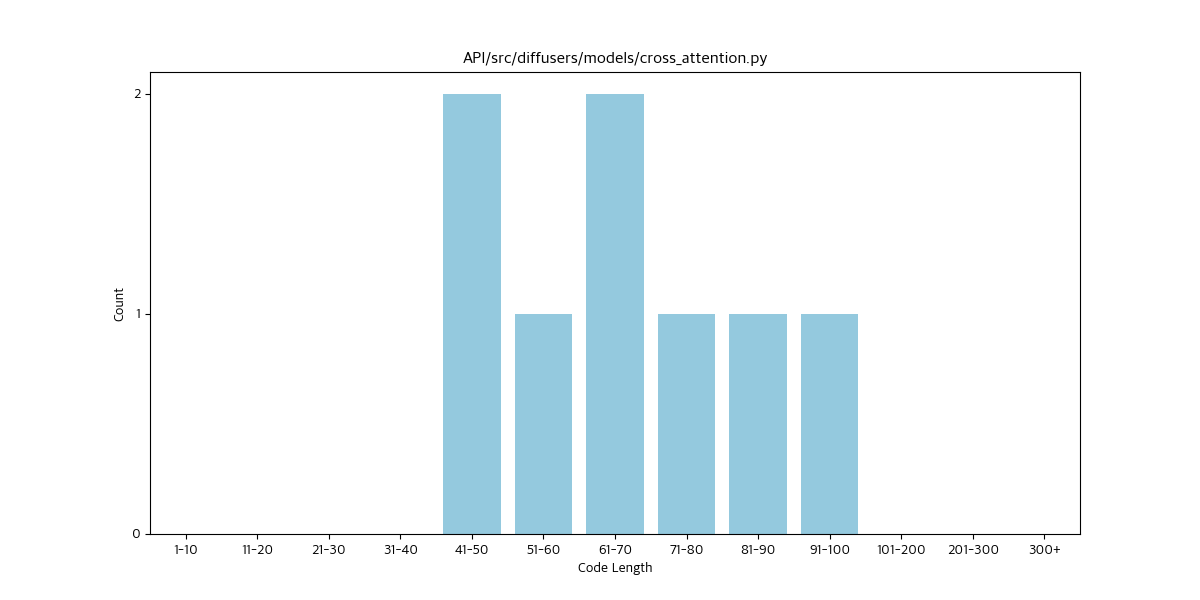 API/src/diffusers/models/cross_attention.py
2
1
0
Count
1-10 11-20 21-30 31-40 41-50 51-60 61-70 71-80 81-90 91-100 101-200 201-300 300+
Code Length